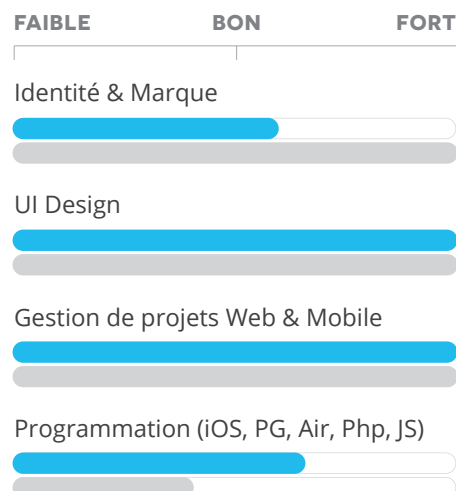 FAIBLE BON FORT
Identité & Marque
UI Design
Gestion de projets Web & Mobile
Programmation (iOS, PG, Air, Php, JS)